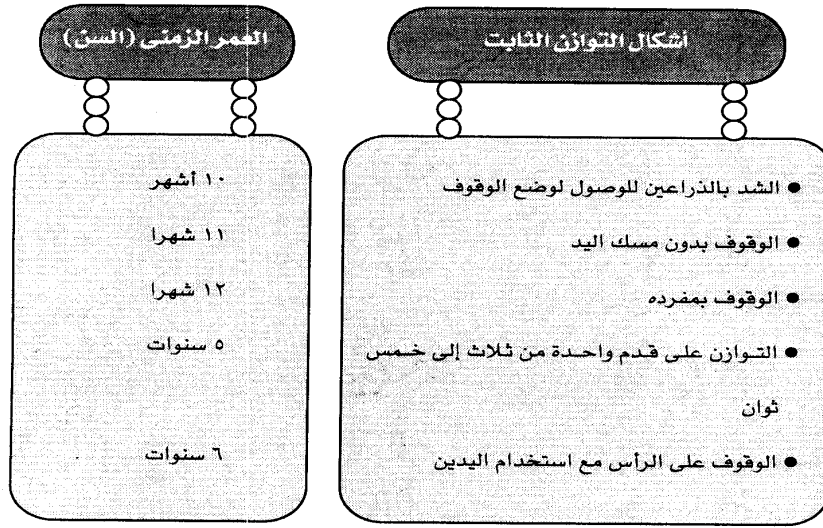 أشكال التوازن الثابت
العمر الزمنى (السن)
● الشد بالذراعين للوصول لوضع الوقوف
١٠ أشهر
● الوقوف بدون مسك اليد
١١ شهرا
● الوقوف بمفرده
١٢ شهرا
● التوازن على قدم واحدة من ثلاث إلى خمس
٥ سنوات
ثوان
● الوقوف على الرأس مع استخدام اليدين
٦ سنوات